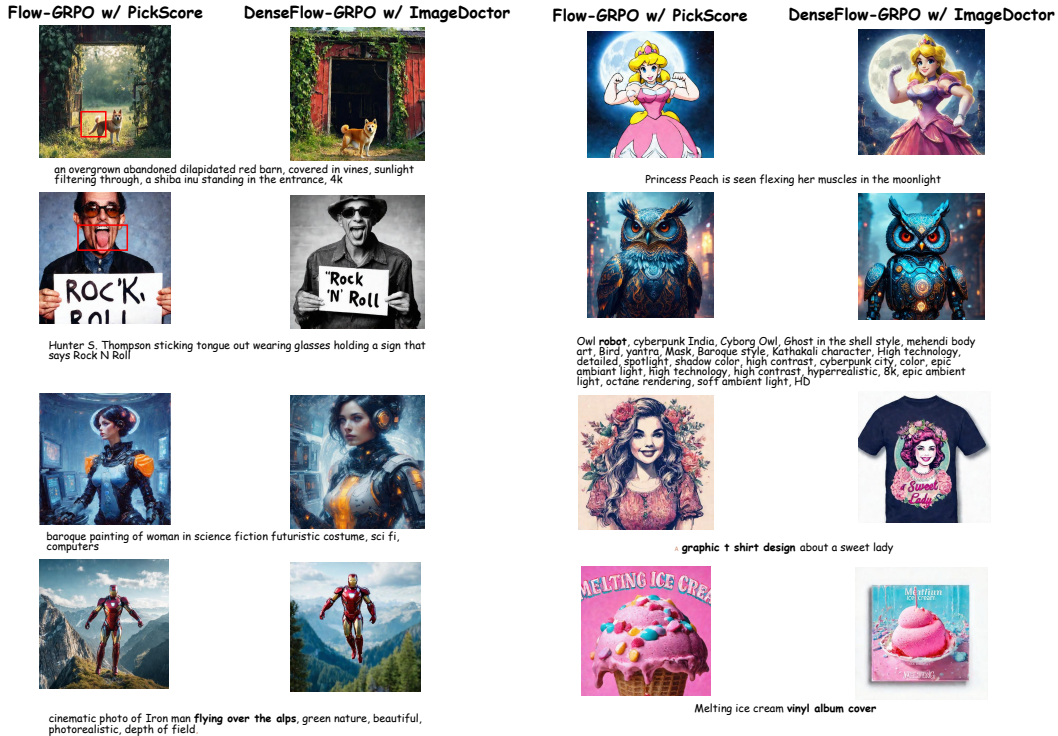 Flow-GRPO w/ PickScore
DenseFlow-GRPO w/ ImageDoctor
an overgrown abandoned dilapidated red barn, covered in vines, sunlight
filtering through, a shiba inu standing in the entrance, 4k
ROC'K,
ROLL
"Rock
'N' Roll
Hunter S. Thompson sticking tongue out wearing glasses holding a sign that
says Rock N Roll
baroque painting of woman in science fiction futuristic costume, sci fi,
computers
cinematic photo of Iron man flying over the alps, green nature, beautiful,
photorealistic, depth of field.
Flow-GRPO w/ PickScore
DenseFlow-GRPO w/ ImageDoctor
Princess Peach is seen flexing her muscles in the moonlight
Owl robot, cyberpunk India, Cyborg Owl, Ghost in the shell style, mehendi body
art, Bird, yantra, Mask, Baroque style, Kathakali character, High technology,
detailed, spotlight, shadow color, high contrast, cyberpunk city, color, epic
ambiant light, high technology, high contrast, hyperrealistic, 8k, epic ambient
light, octane rendering, soft ambient light, HD
Sweet
Lady
a graphic t shirt design about a sweet lady
MELTING ICE CREA
ICE CREAM
Melting ice cream vinyl album cover